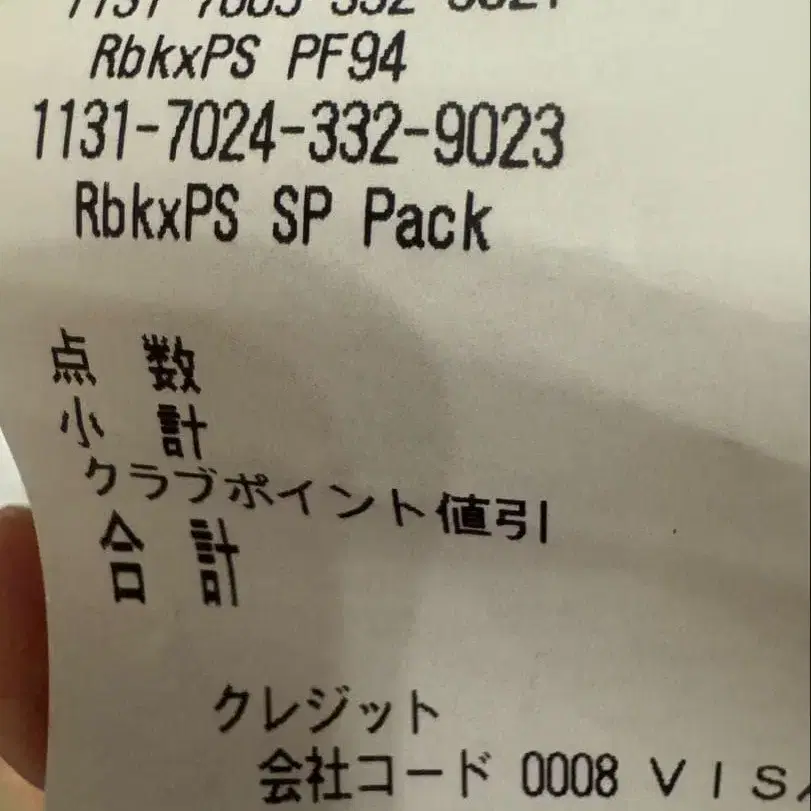 RbkxPS PF94
1131-7024-332-9023
RbkxPS SP Pack
点 数
小 計
クラブポイント値引
合 計
クレジット
会社コード 0008 VISA